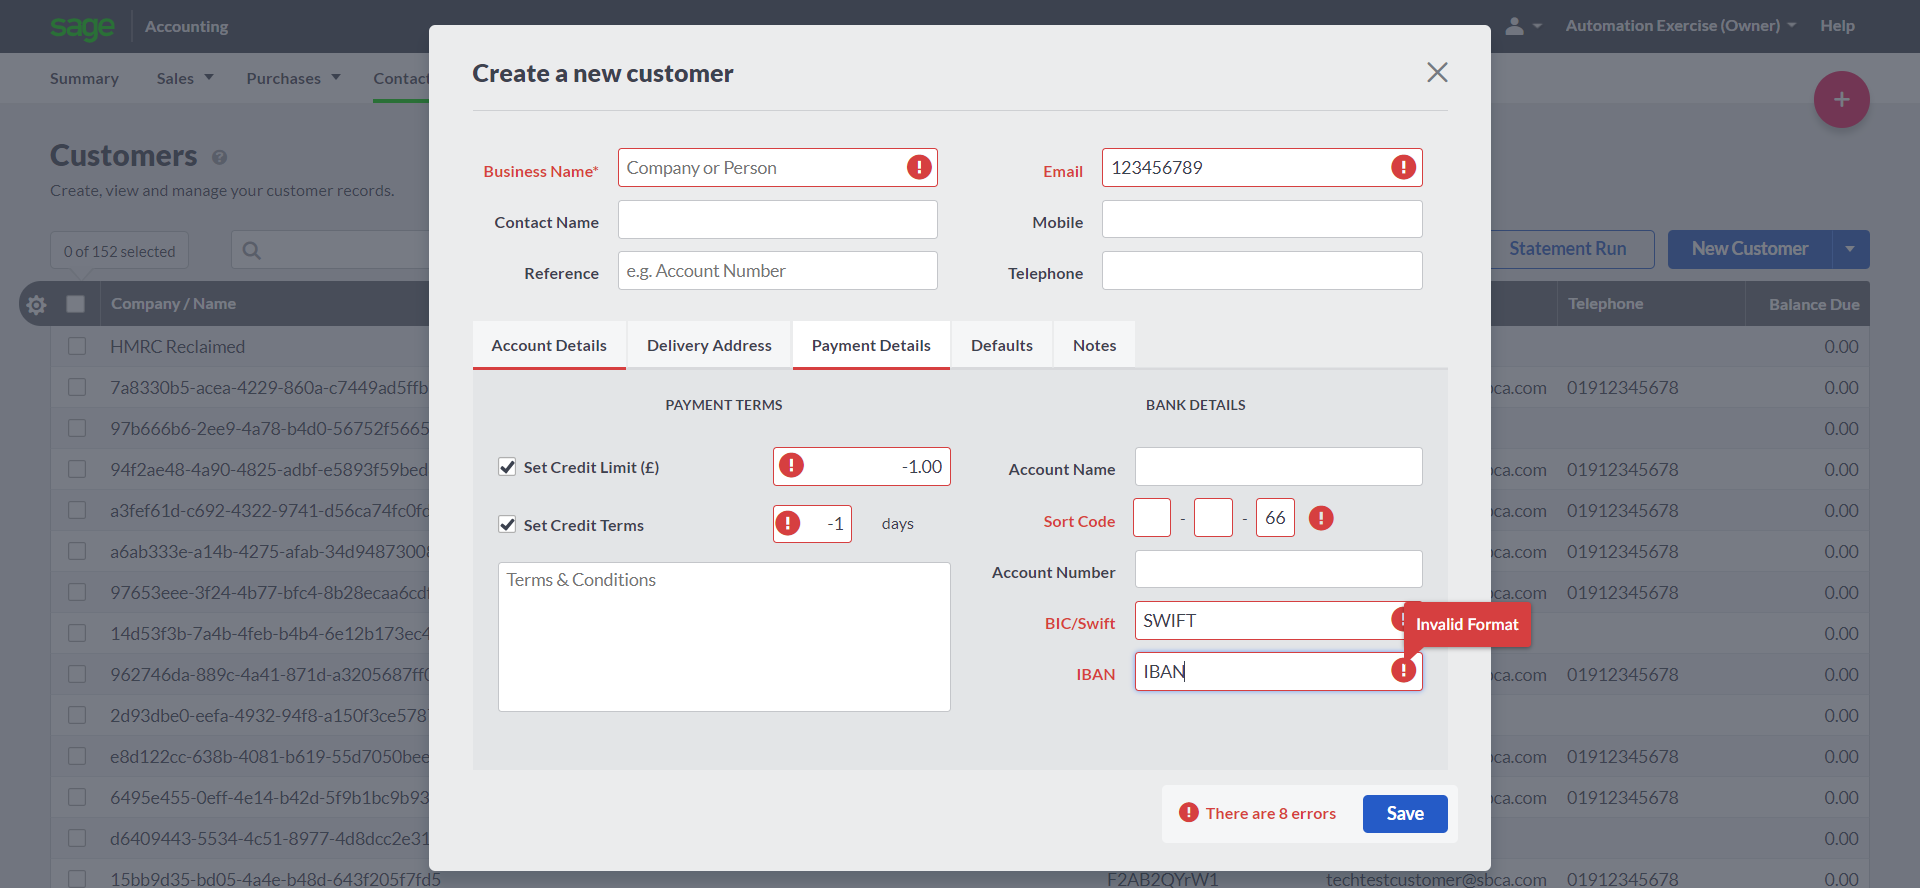 sage Accounting
Automation Exercise (Owner) Help
Summary Sales Purchases Contact
Customers
Create, view and manage your customer records.
0 of 152 selected
Statement Run New Customer
Company / Name Telephone Balance Due
HMRC Reclaimed 0.00
7a8330b5-acea-4229-860a-c7449ad5ffb ca.com 01912345678 0.00
97b666b6-2ee9-4a78-b4d0-56752f5665 0.00
94f2ae48-4a90-4825-adbf-e5893f59bed ca.com 01912345678 0.00
a3fef61d-c692-4322-9741-d56ca74fc0fc ca.com 01912345678 0.00
a6ab333e-a14b-4275-afab-34d9487300 ca.com 01912345678 0.00
97653eee-3f24-4b77-bfc4-8b28ecaa6cdf ca.com 01912345678 0.00
14d53f3b-7a4b-4feb-b4b4-6e12b173ec4 0.00
962746da-889c-4a41-871d-a3205687ff0 ca.com 01912345678 0.00
2d93dbe0-eefa-4932-94f8-a150f3ce578 0.00
e8d122cc-638b-4081-b619-55d7050bee ca.com 01912345678 0.00
6495e455-0eff-4e14-b42d-5f9b1bc9b93 ca.com 01912345678 0.00
d6409443-5534-4c51-8977-4d8dcc2e31 0.00
15bb9d35-bd05-4a4e-b48d-643f205f7fd5 F2AB2QYrW1 techtestcustomer@sbca.com 01912345678 0.00
Create a new customer
Business Name* Company or Person
Email 123456789
Contact Name
Mobile
Reference e.g. Account Number
Telephone
Account Details Delivery Address Payment Details Defaults Notes
PAYMENT TERMS
Set Credit Limit (£) -1.00
Set Credit Terms -1 days
Terms & Conditions
BANK DETAILS
Account Name
Sort Code - - 66
Account Number
BIC/Swift SWIFT
Invalid Format
IBAN IBAN
There are 8 errors
Save